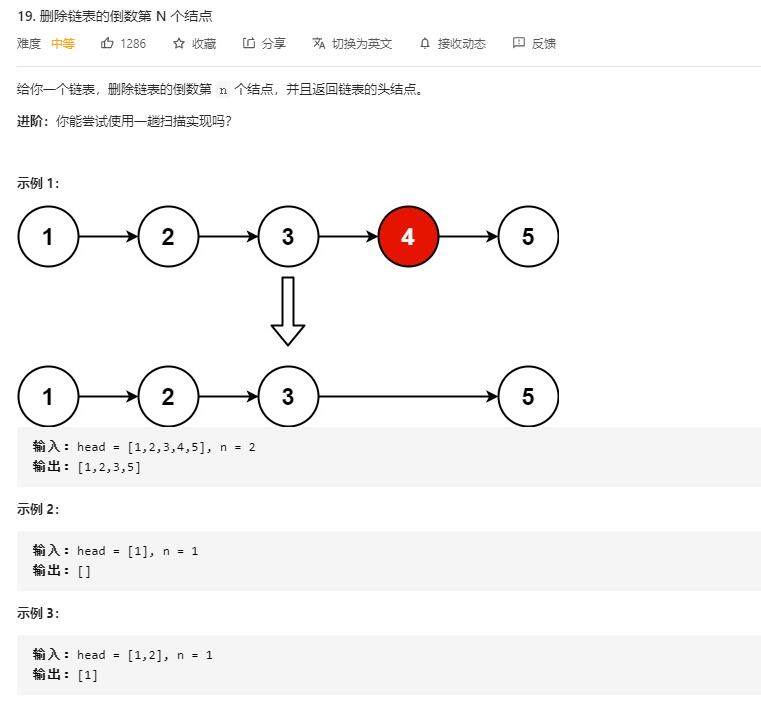 19. 删除链表的倒数第 N 个结点
难度 中等 1286 收藏 分享 切换为英文 接收动态 反馈
给你一个链表，删除链表的倒数第 n 个结点，并且返回链表的头结点。
进阶：你能尝试使用一趟扫描实现吗？
示例 1：
1 2 3 4 5
1 2 3 5
输入：head = [1,2,3,4,5], n = 2
输出：[1,2,3,5]
示例 2：
输入：head = [1], n = 1
输出：[]
示例 3：
输入：head = [1,2], n = 1
输出：[1]